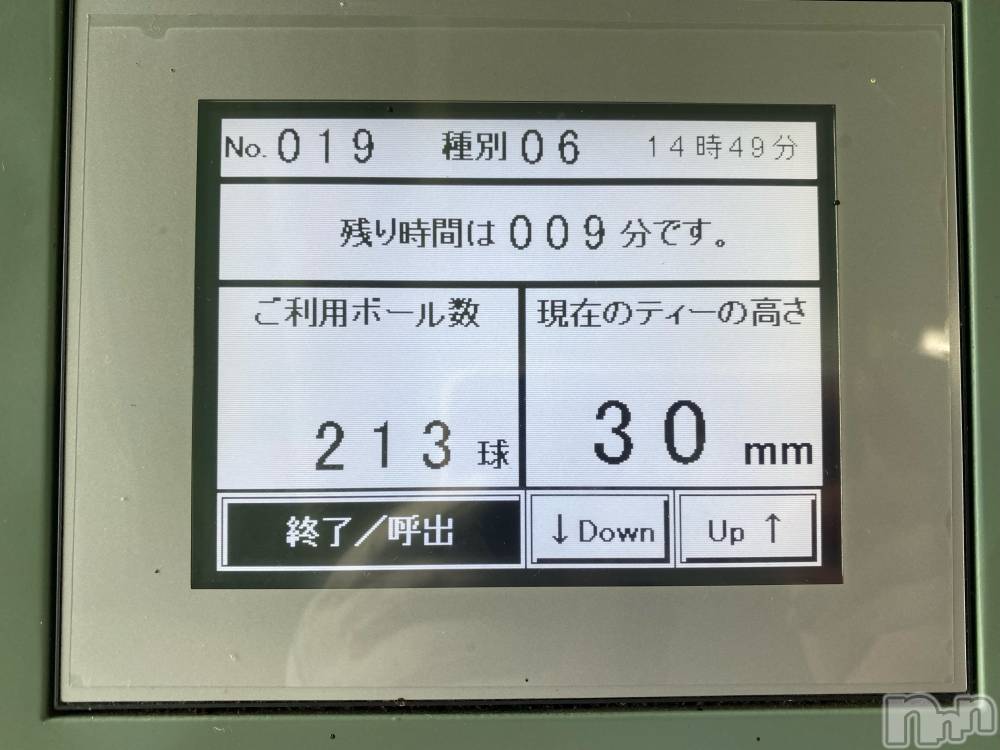 No. 019 種別 06 14時49分
残り時間は 009 分です。
ご利用ボール数
213 球
現在のティーの高さ
30 mm
終了／呼出
↓Down
Up ↑
nnn